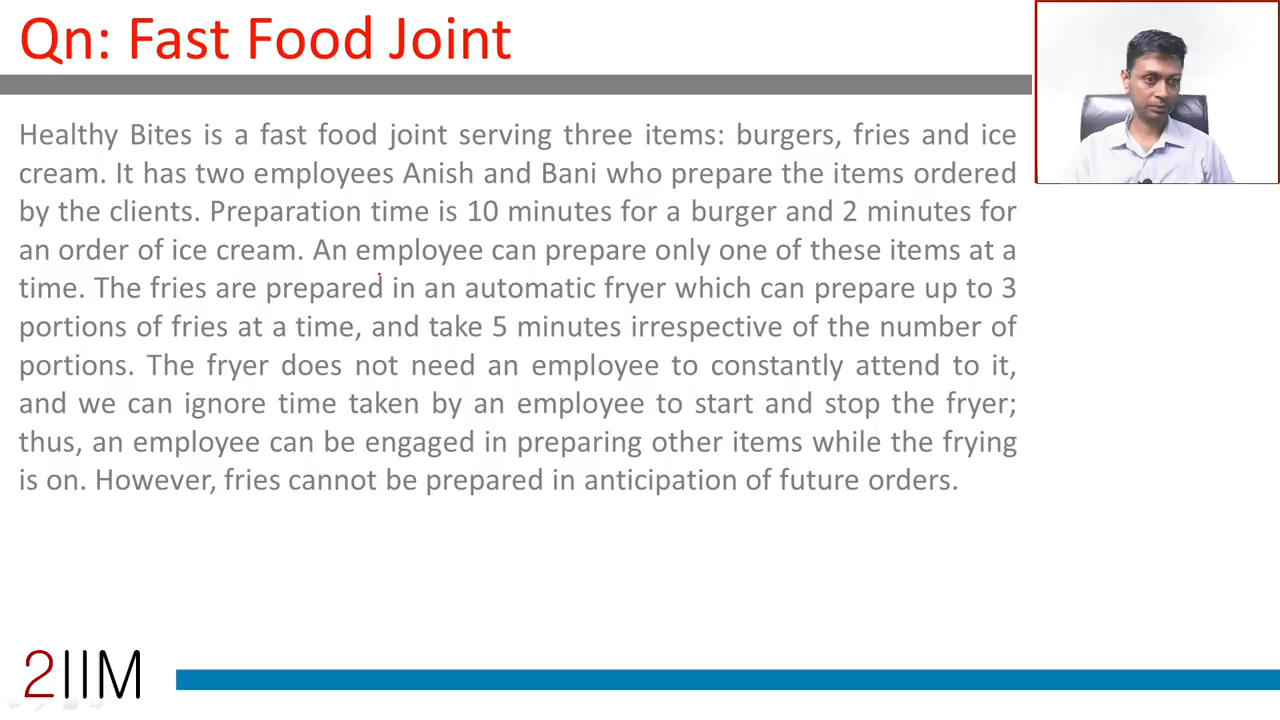 Qn: Fast Food Joint
Healthy Bites is a fast food joint serving three items: burgers, fries and ice
cream. It has two employees Anish and Bani who prepare the items ordered
by the clients. Preparation time is 10 minutes for a burger and 2 minutes for
an order of ice cream. An employee can prepare only one of these items at a
time. The fries are prepared in an automatic fryer which can prepare up to 3
portions of fries at a time, and take 5 minutes irrespective of the number of
portions. The fryer does not need an employee to constantly attend to it,
and we can ignore time taken by an employee to start and stop the fryer;
thus, an employee can be engaged in preparing other items while the frying
is on. However, fries cannot be prepared in anticipation of future orders.
2IIM